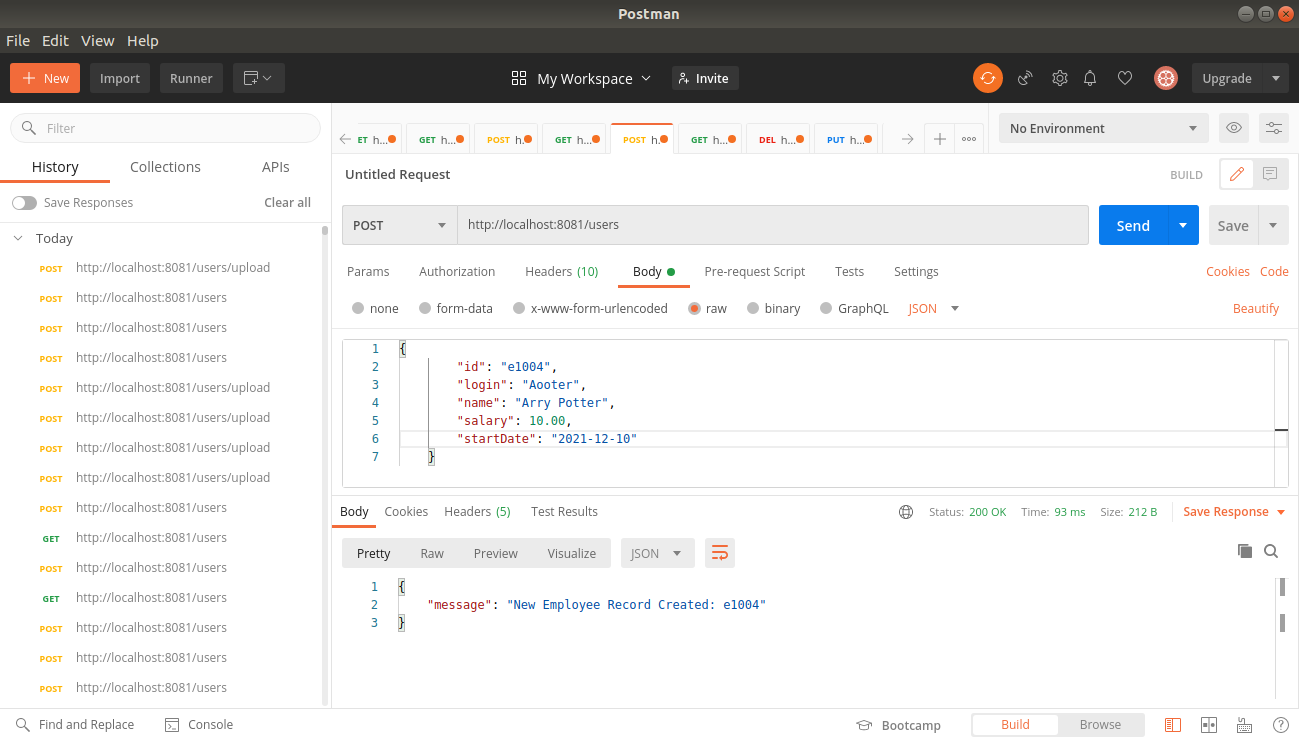 Postman
File Edit View Help
New Import Runner My Workspace Invite Upgrade
Filter
History Collections APIs
Save Responses Clear all
Today
POST http://localhost:8081/users/upload
POST http://localhost:8081/users
POST http://localhost:8081/users
POST http://localhost:8081/users
POST http://localhost:8081/users/upload
POST http://localhost:8081/users/upload
POST http://localhost:8081/users/upload
POST http://localhost:8081/users/upload
POST http://localhost:8081/users
GET http://localhost:8081/users
POST http://localhost:8081/users
GET http://localhost:8081/users
POST http://localhost:8081/users
POST http://localhost:8081/users
POST http://localhost:8081/users
ET h... GET h... POST h. GET h... POST h. GET h... DEL h... PUT h... No Environment
Untitled Request BUILD
POST http://localhost:8081/users Send Save
Params Authorization Headers (10) Body Pre-request Script Tests Settings Cookies Code
none form-data x-www-form-urlencoded raw binary GraphQL JSON Beautify
1 {
2 "id": "e1004",
3 "login": "Aooter",
4 "name": "Arry Potter",
5 "salary": 10.00,
6 "startDate": "2021-12-10"
7 }
Body Cookies Headers (5) Test Results Status: 200 OK Time: 93 ms Size: 212 B Save Response
Pretty Raw Preview Visualize JSON
1 {
2 "message": "New Employee Record Created: e1004"
3 }
Find and Replace Console Bootcamp Build Browse